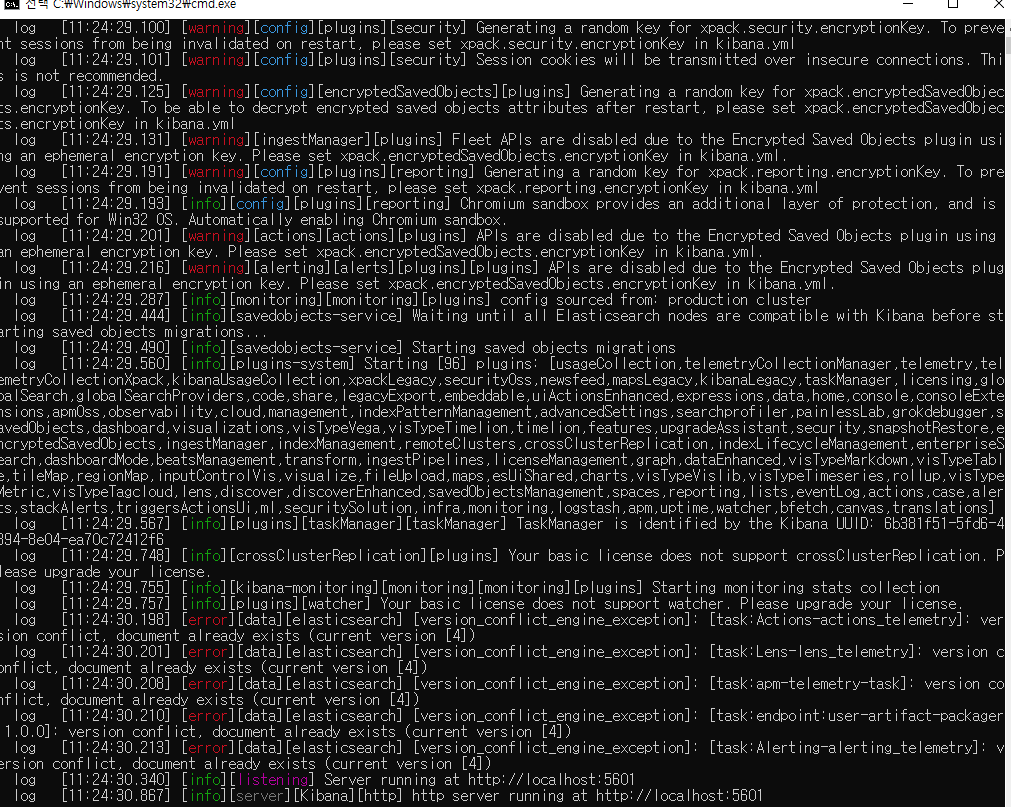 선택 C:₩Windows₩system32₩cmd.exe
log [11:24:29.100] [warning][config][plugins][security] Generating a random key for xpack.security.encryptionKey. To preve
nt sessions from being invalidated on restart, please set xpack.security.encryptionKey in kibana.yml
log [11:24:29.101] [warning][config][plugins][security] Session cookies will be transmitted over insecure connections. Thi
s is not recommended.
log [11:24:29.125] [warning][config][encryptedSavedObjects][plugins] Generating a random key for xpack.encryptedSavedObjec
ts.encryptionKey. To be able to decrypt encrypted saved objects attributes after restart, please set xpack.encryptedSavedObjec
ts.encryptionKey in kibana.yml
log [11:24:29.131] [warning][ingestManager][plugins] Fleet APIs are disabled due to the Encrypted Saved Objects plugin usi
ng an ephemeral encryption key. Please set xpack.encryptedSavedObjects.encryptionKey in kibana.yml.
log [11:24:29.191] [warning][config][plugins][reporting] Generating a random key for xpack.reporting.encryptionKey. To pre
vent sessions from being invalidated on restart, please set xpack.reporting.encryptionKey in kibana.yml
log [11:24:29.193] [info][config][plugins][reporting] Chromium sandbox provides an additional layer of protection, and is
supported for Win32 OS. Automatically enabling Chromium sandbox.
log [11:24:29.201] [warning][actions][actions][plugins] APIs are disabled due to the Encrypted Saved Objects plugin using
an ephemeral encryption key. Please set xpack.encryptedSavedObjects.encryptionKey in kibana.yml.
log [11:24:29.216] [warning][alerting][alerts][plugins][plugins] APIs are disabled due to the Encrypted Saved Objects plug
in using an ephemeral encryption key. Please set xpack.encryptedSavedObjects.encryptionKey in kibana.yml.
log [11:24:29.287] [info][monitoring][monitoring][plugins] config sourced from: production cluster
log [11:24:29.444] [info][savedobjects-service] Waiting until all Elasticsearch nodes are compatible with Kibana before st
arting saved objects migrations...
log [11:24:29.490] [info][savedobjects-service] Starting saved objects migrations
log [11:24:29.560] [info][plugins-system] Starting [96] plugins: [usageCollection,telemetryCollectionManager,telemetry,tel
emetryCollectionXpack,kibanaUsageCollection,xpackLegacy,securityOss,newsfeed,mapsLegacy,kibanaLegacy,taskManager,licensing,glo
balSearch,globalSearchProviders,code,share,legacyExport,embeddable,uiActionsEnhanced,expressions,data,home,console,consoleExte
nsions,apmOss,observability,cloud,management,indexPatternManagement,advancedSettings,searchprofiler,painlessLab,grokdebugger,s
avedObjects,dashboard,visualizations,visTypeVega,visTypeTimelion,timelion,features,upgradeAssistant,security,snapshotRestore,e
ncryptedSavedObjects,ingestManager,indexManagement,remoteClusters,crossClusterReplication,indexLifecycleManagement,enterpriseS
earch,dashboardMode,beatsManagement,transform,ingestPipelines,licenseManagement,graph,dataEnhanced,visTypeMarkdown,visTypeTabl
e,tileMap,regionMap,inputControlVis,visualize,fileUpload,maps,esUiShared,charts,visTypeVislib,visTypeTimeseries,rollup,visType
Metric,visTypeTagcloud,lens,discover,discoverEnhanced,savedObjectsManagement,spaces,reporting,lists,eventLog,actions,case,aler
ts,stackAlerts,triggersActionsUi,ml,securitySolution,infra,monitoring,logstash,apm,uptime,watcher,bfetch,canvas,translations]
log [11:24:29.567] [info][plugins][taskManager][taskManager] TaskManager is identified by the Kibana UUID: 6b381f51-5fd6-4
894-8e04-ea70c72412f6
log [11:24:29.748] [info][crossClusterReplication][plugins] Your basic license does not support crossClusterReplication. P
lease upgrade your license.
log [11:24:29.755] [info][kibana-monitoring][monitoring][monitoring][plugins] Starting monitoring stats collection
log [11:24:29.757] [info][plugins][watcher] Your basic license does not support watcher. Please upgrade your license.
log [11:24:30.198] [error][data][elasticsearch] [version_conflict_engine_exception]: [task:Actions-actions_telemetry]: ver
sion conflict, document already exists (current version [4])
log [11:24:30.201] [error][data][elasticsearch] [version_conflict_engine_exception]: [task:Lens-lens_telemetry]: version c
onflict, document already exists (current version [4])
log [11:24:30.208] [error][data][elasticsearch] [version_conflict_engine_exception]: [task:apm-telemetry-task]: version co
nflict, document already exists (current version [4])
log [11:24:30.210] [error][data][elasticsearch] [version_conflict_engine_exception]: [task:endpoint:user-artifact-packager
1.0.0]: version conflict, document already exists (current version [4])
log [11:24:30.213] [error][data][elasticsearch] [version_conflict_engine_exception]: [task:Alerting-alerting_telemetry]: v
ersion conflict, document already exists (current version [4])
log [11:24:30.340] [info][listening] Server running at http://localhost:5601
log [11:24:30.867] [info][server][Kibana][http] http server running at http://localhost:5601